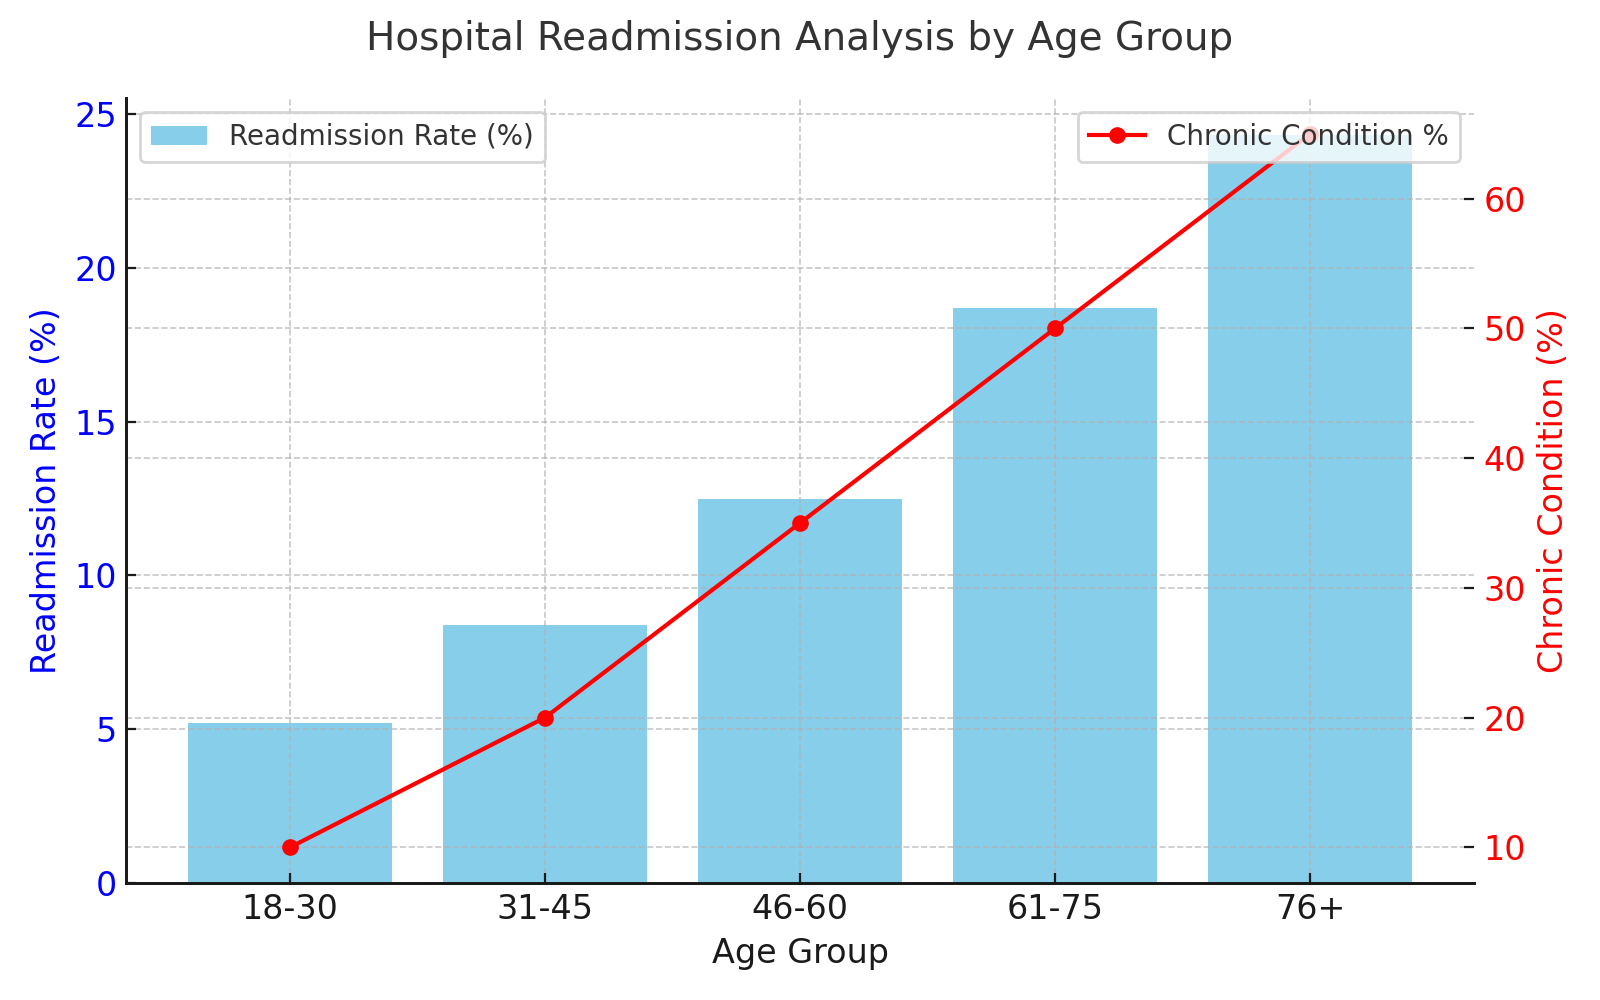 Hospital Readmission Analysis by Age Group
Readmission Rate (%)
Chronic Condition %
25
20
15
10
5
0
Readmission Rate (%)
60
50
40
30
20
10
Chronic Condition (%)
18-30 31-45 46-60 61-75 76+
Age Group